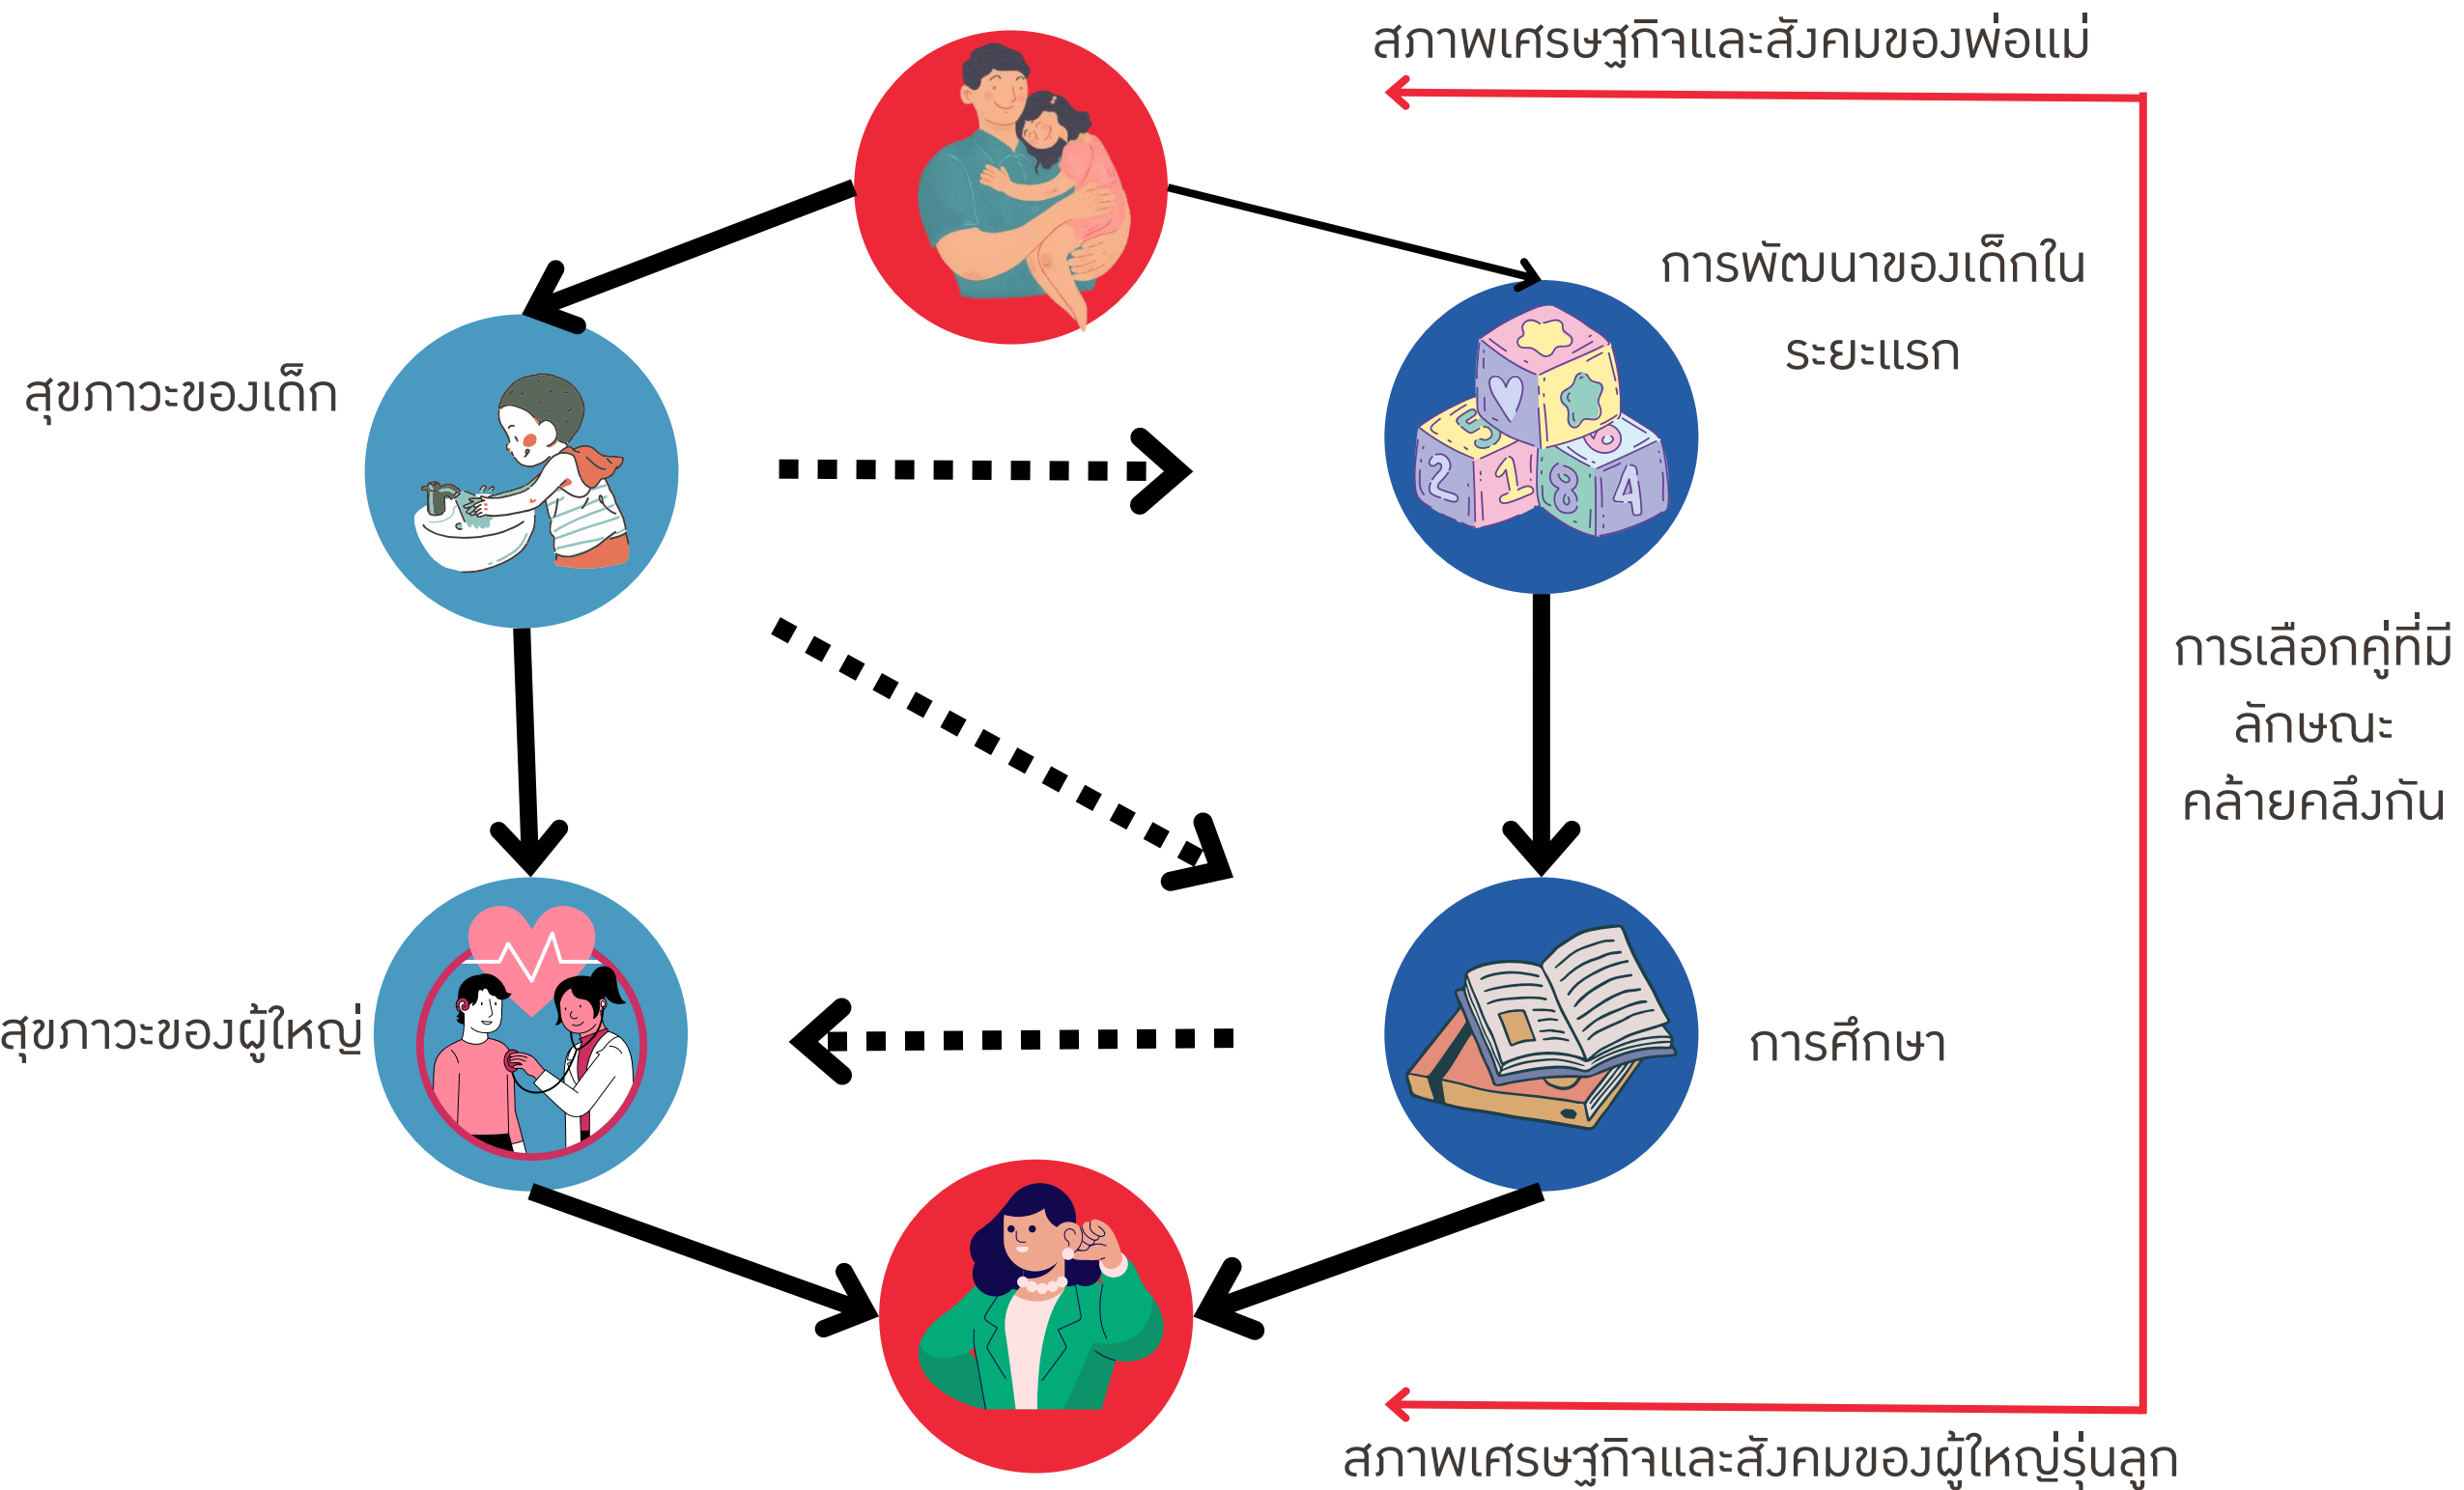 สภาพเศรษฐกิจและสังคมของพ่อแม่
การพัฒนาของเด็กใน
ระยะแรก
สุขภาวะของเด็ก
5
2
1
8
6
4
การเลือกคู่ที่มี
ลักษณะ
คล้ายคลึงกัน
สุขภาวะของผู้ใหญ่
การศึกษา
สภาพเศรษฐกิจและสังคมของผู้ใหญ่รุ่นลูก